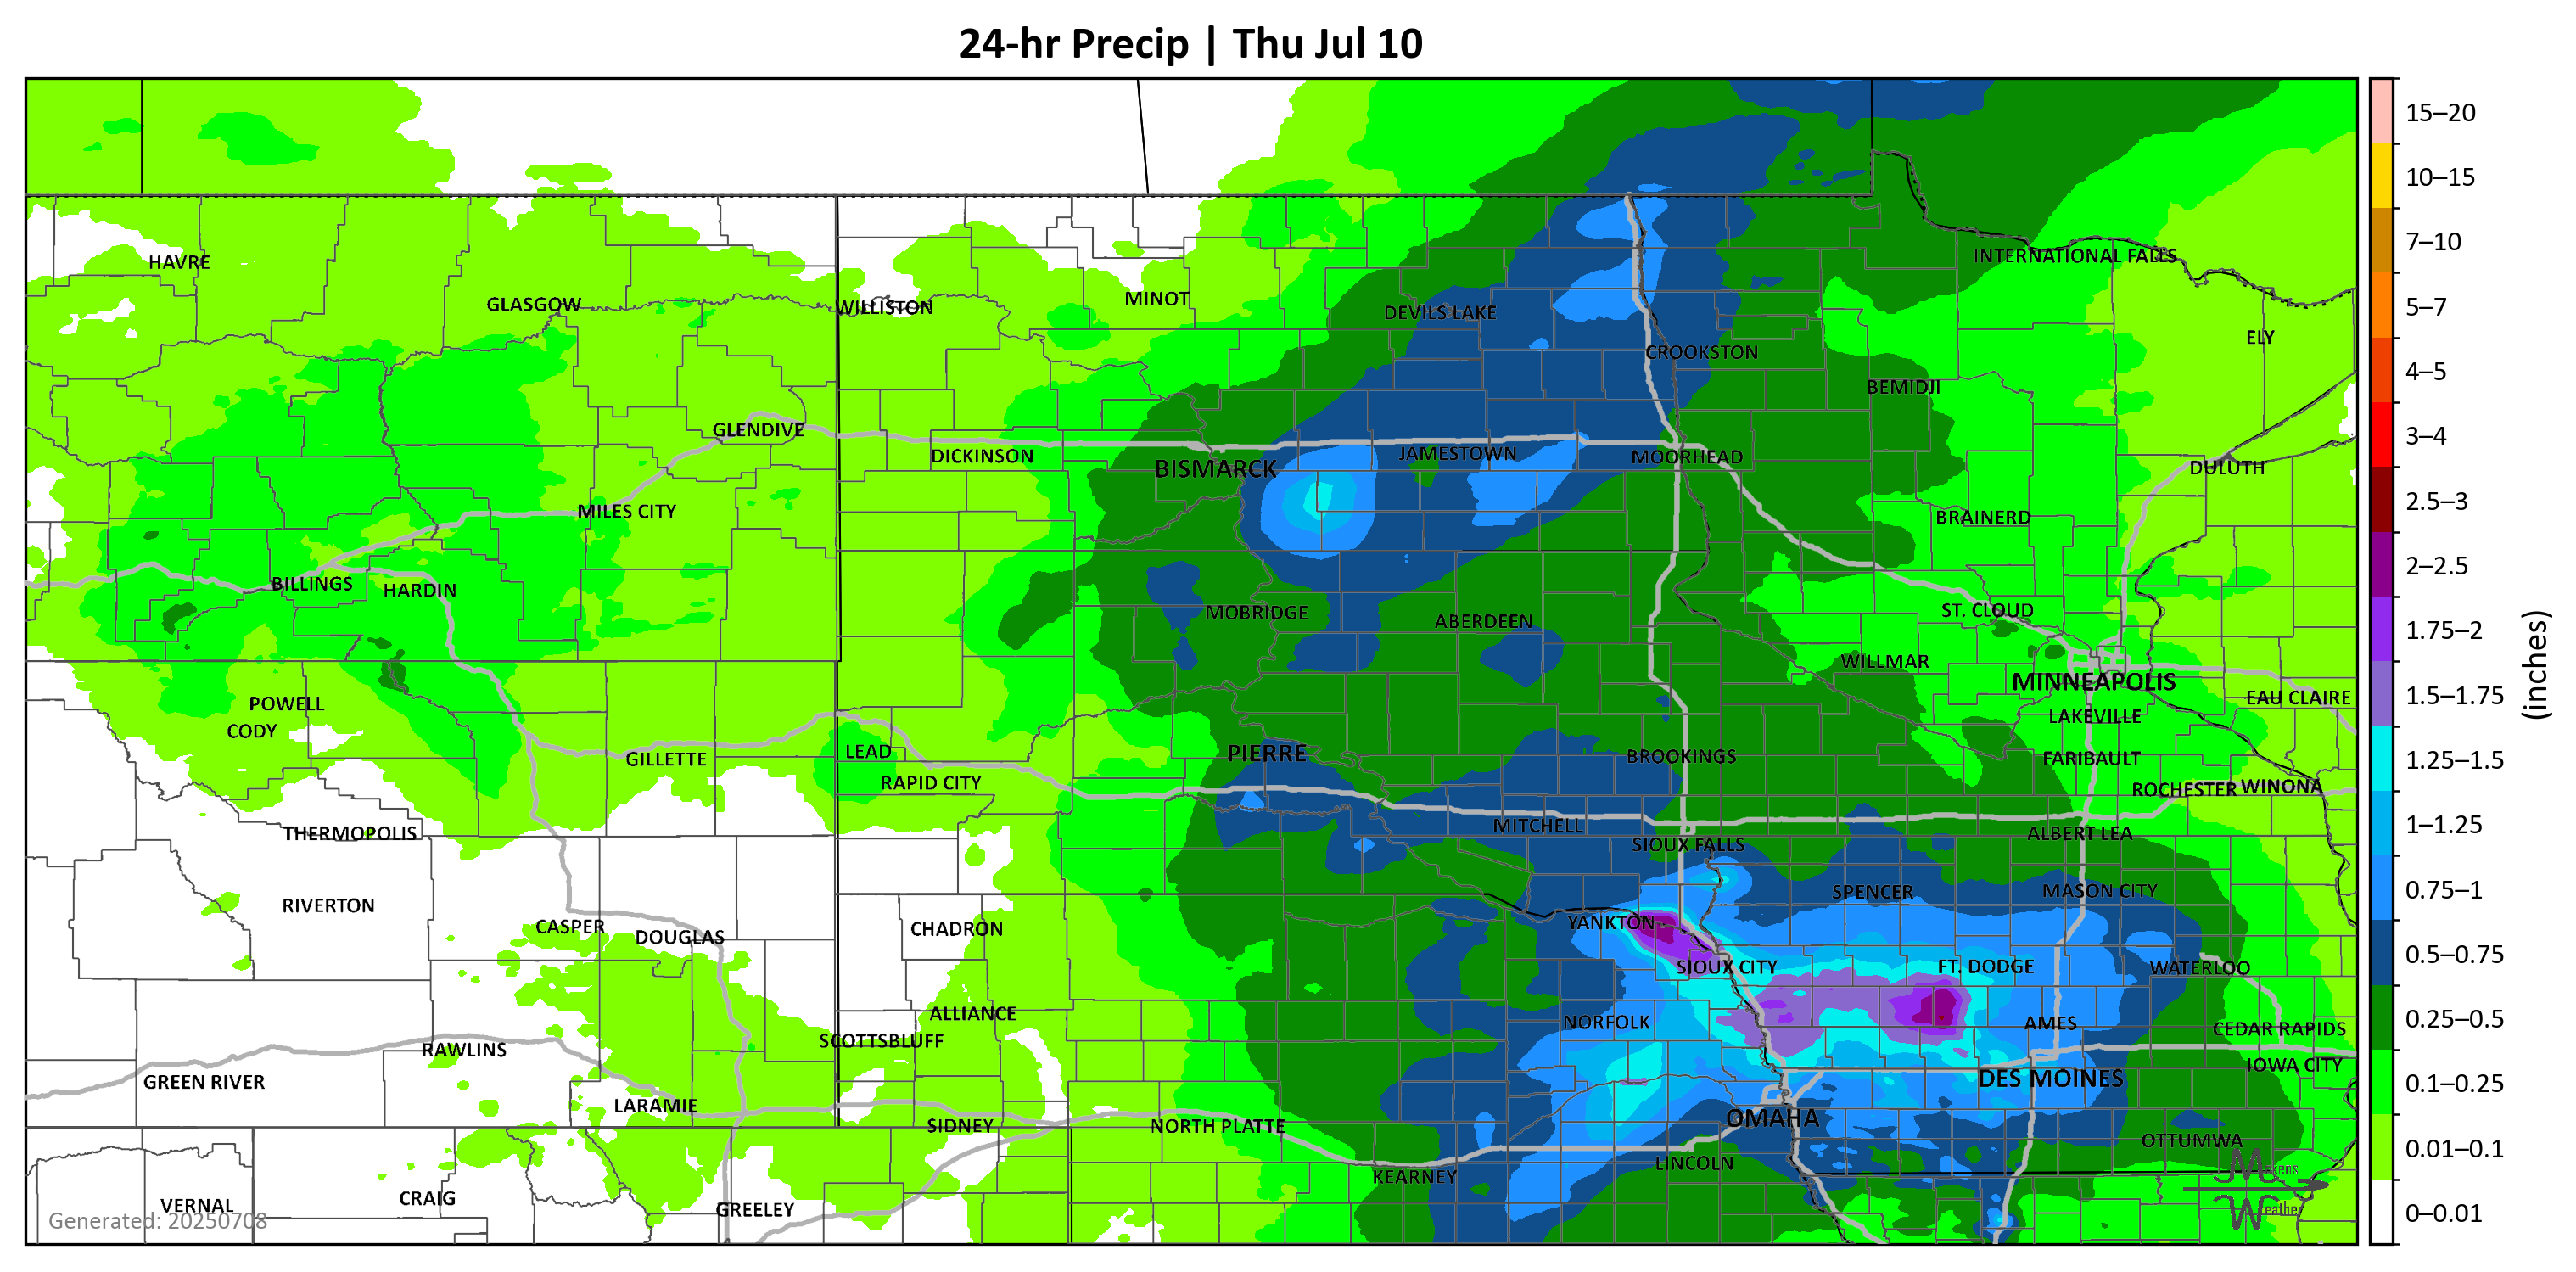 24-hr Precip | Thu Jul 10
15–20
10–15
7–10
5–7
4–5
3–4
2.5–3
2–2.5
1.75–2
1.5–1.75
1.25–1.5
1–1.25
0.75–1
0.5–0.75
0.25–0.5
0.1–0.25
0.01–0.1
0–0.01
(inches)
HAVRE
INTERNATIONAL FALLS
GLASGOW
WILLISTON
MINOT
DEVILS LAKE
ELY
CROOKSTON
BEMIDJI
GLENDIVE
DICKINSON
BISMARCK
JAMESTOWN
MOORHEAD
DULUTH
MILES CITY
BRAINERD
BILLINGS
HARDIN
MOBRIDGE
ABERDEEN
ST. CLOUD
WILLMAR
MINNEAPOLIS
POWELL
EAU CLAIRE
CODY
LAKEVILLE
GILLETTE
LEAD
PIERRE
BROOKINGS
FARIBAULT
RAPID CITY
ROCHESTER
WINONA
THERMOPOLIS
MITCHELL
ALBERT LEA
SIOUX FALLS
RIVERTON
SPENCER
MASON CITY
CASPER
DOUGLAS
CHADRON
YANKTON
SIOUX CITY
FT. DODGE
WATERLOO
ALLIANCE
NORFOLK
AMES
CEDAR RAPIDS
RAWLINS
SCOTTSBLUFF
IOWA CITY
GREEN RIVER
DES MOINES
LARAMIE
SIDNEY
NORTH PLATTE
OMAHA
OTTUMWA
LINCOLN
KEARNEY
VERNAL
CRAIG
GREELEY
Generated: 20250708
Weather